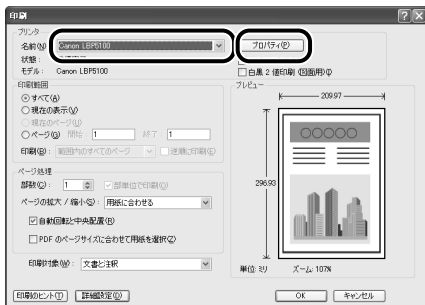 印刷
プリンタ
名前(N): Canon LBP5100
プロパティ(P)
状態:
モデル: Canon LBP5100
白黒 2 値印刷 (図面用)(I)
印刷範囲
すべて(A)
現在の表示(V)
現在のページ(U)
ページ(G) 開始: 1 終了: 1
印刷(B): 範囲内のすべてのページ 逆順に印刷(E)
ページ処理
部数(C): 1 部単位で印刷(O)
ページの拡大 / 縮小(S): 用紙に合わせる
自動回転と中央配置(R)
PDF のページサイズに合わせて用紙を選択(Z)
印刷対象(W): 文書と注釈
プレビュー
209.97
296.93
単位: ミリ ズーム: 107%
印刷のヒント(T) 詳細設定(D) OK キャンセル